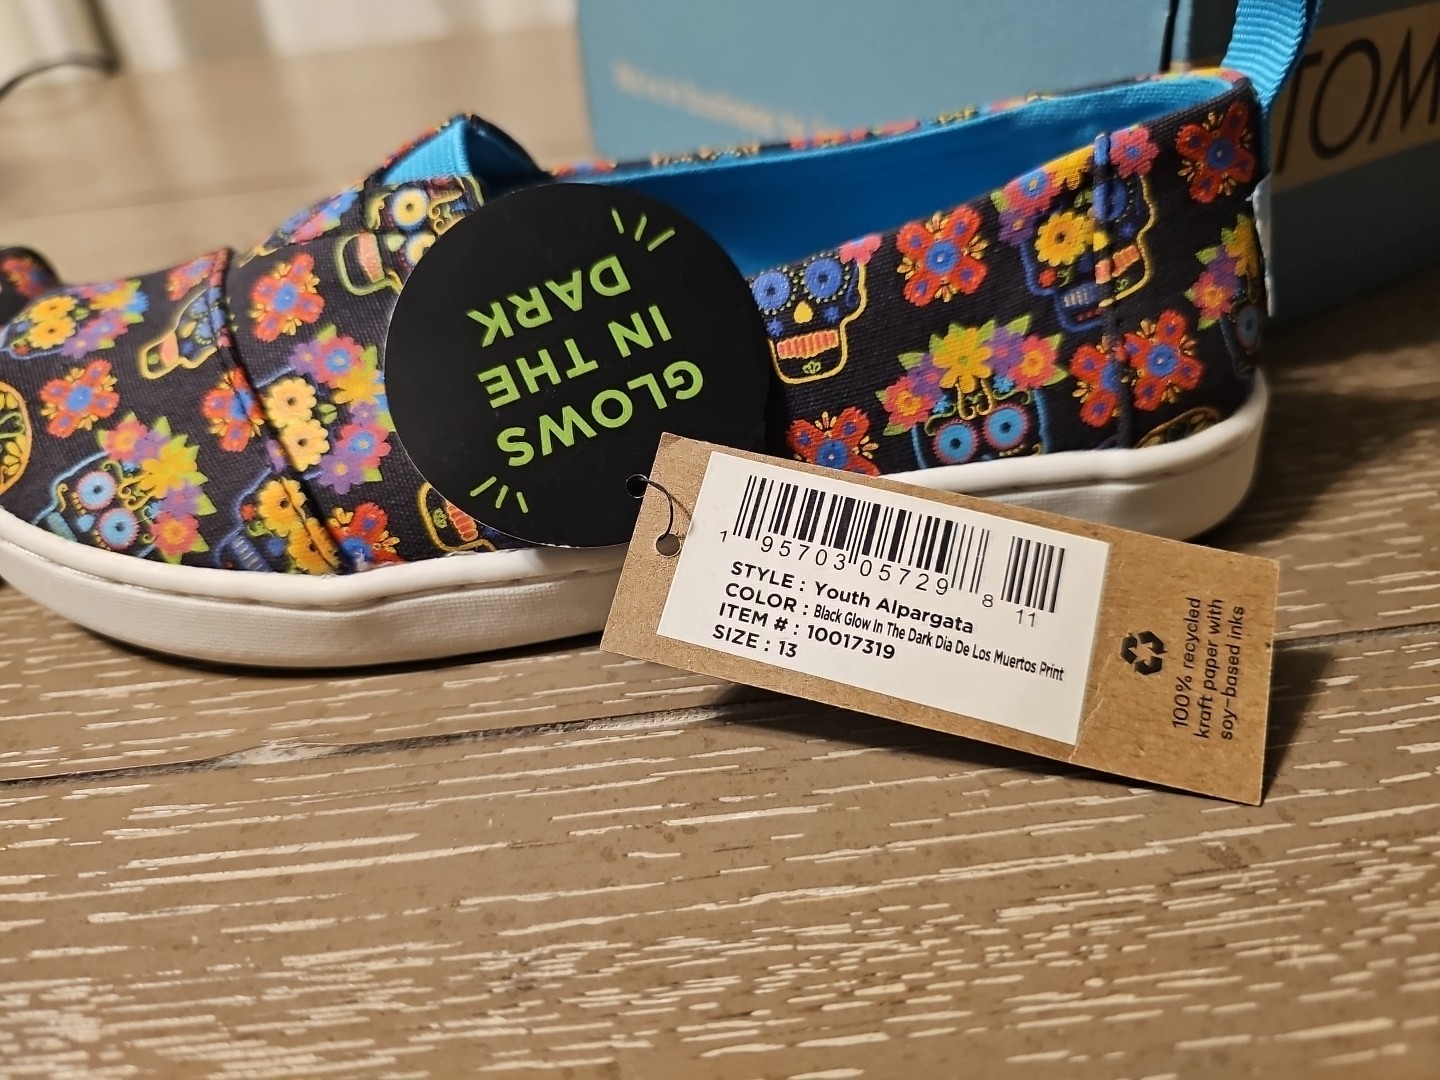 TOM
GLOWS
IN THE
DARK
1 95703 05729 8 11
STYLE : Youth Alpargata
COLOR : Black Glow In The Dark Dia De Los Muertos Print
ITEM # : 10017319
SIZE : 13
100% recycled
kraft paper with
soy-based inks